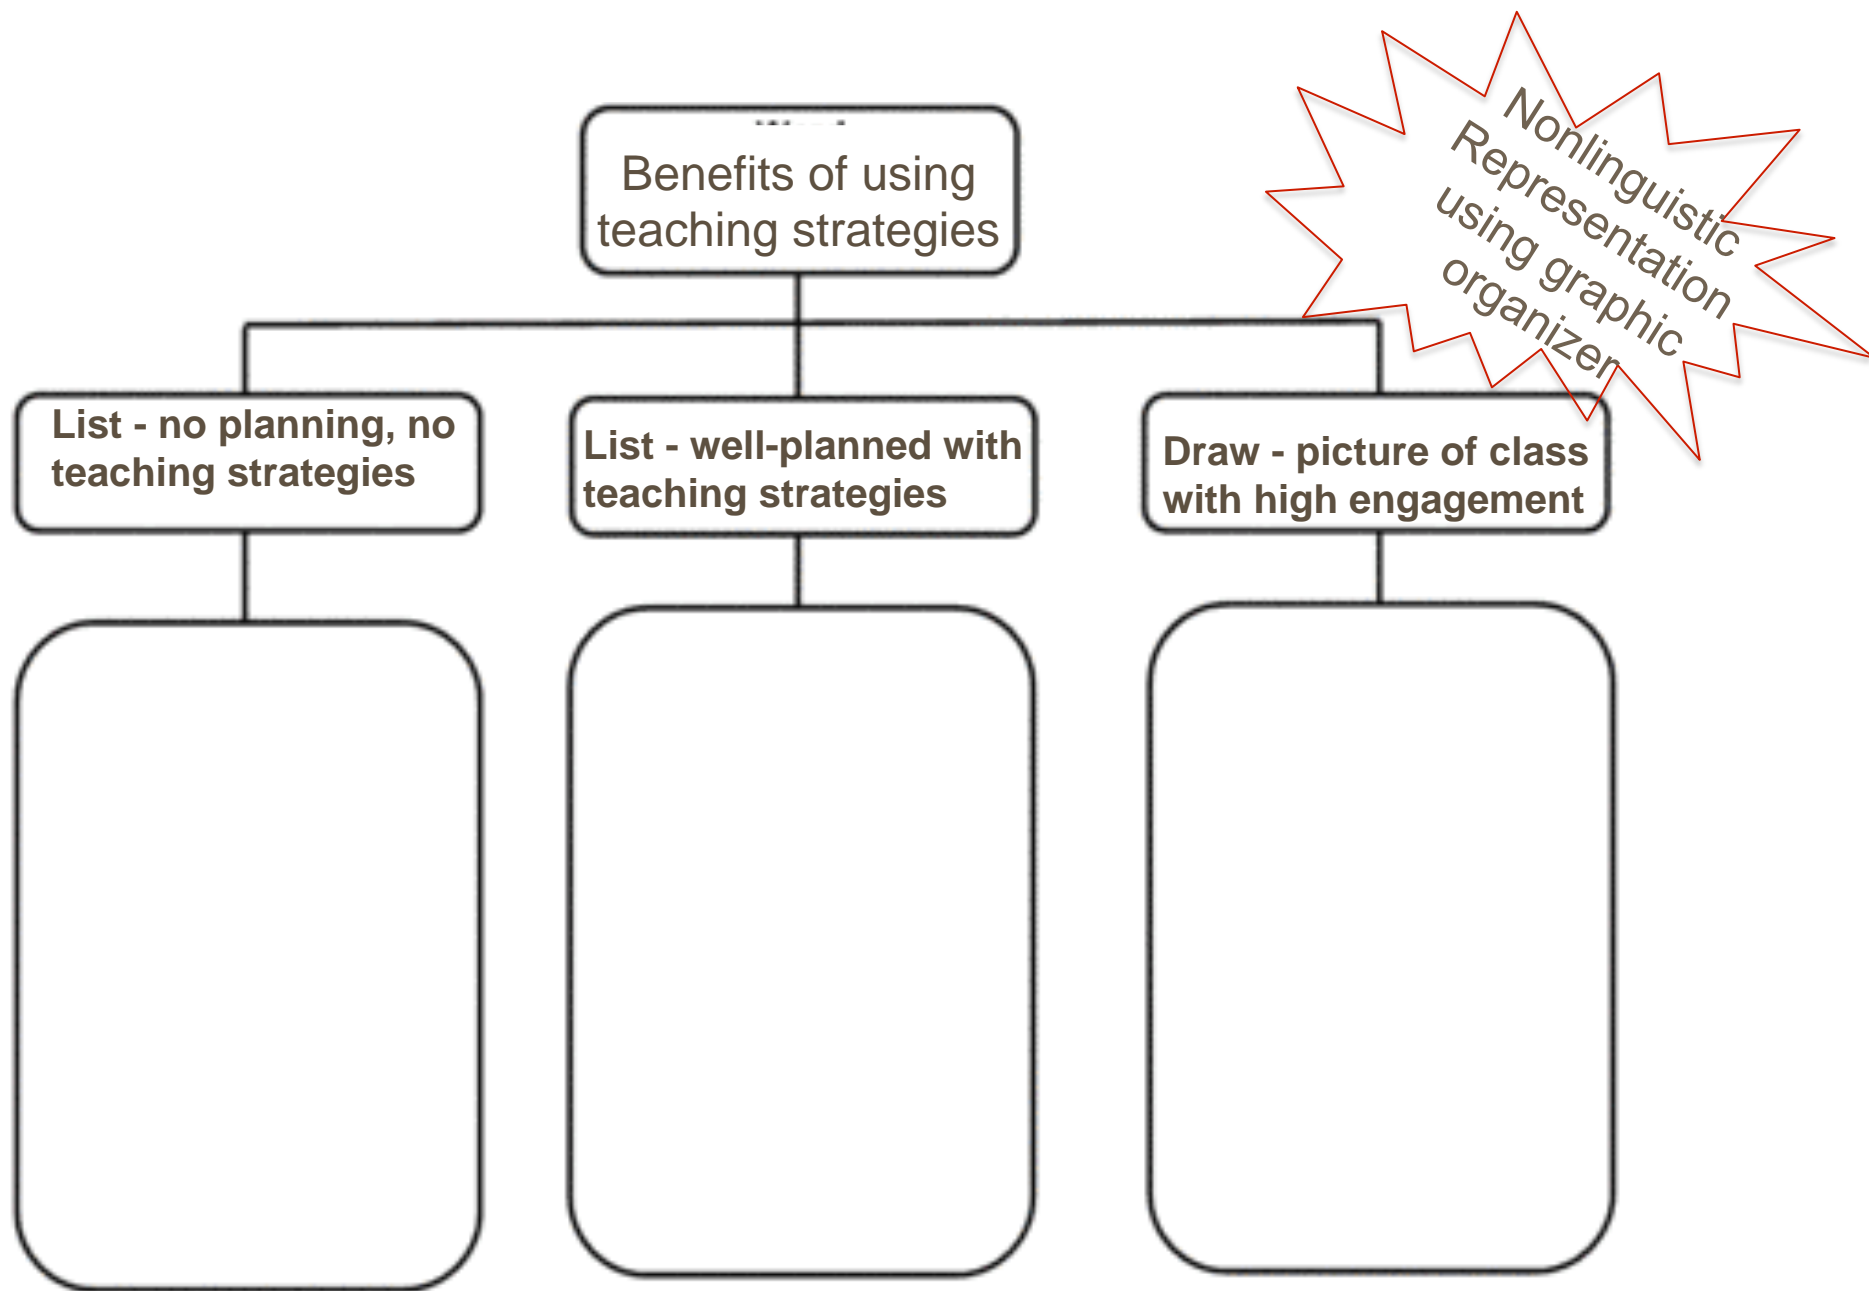 Benefits of using
teaching strategies
Nonlinguistic
Representation
using graphic
organizer
List - no planning, no
teaching strategies
List - well-planned with
teaching strategies
Draw - picture of class
with high engagement